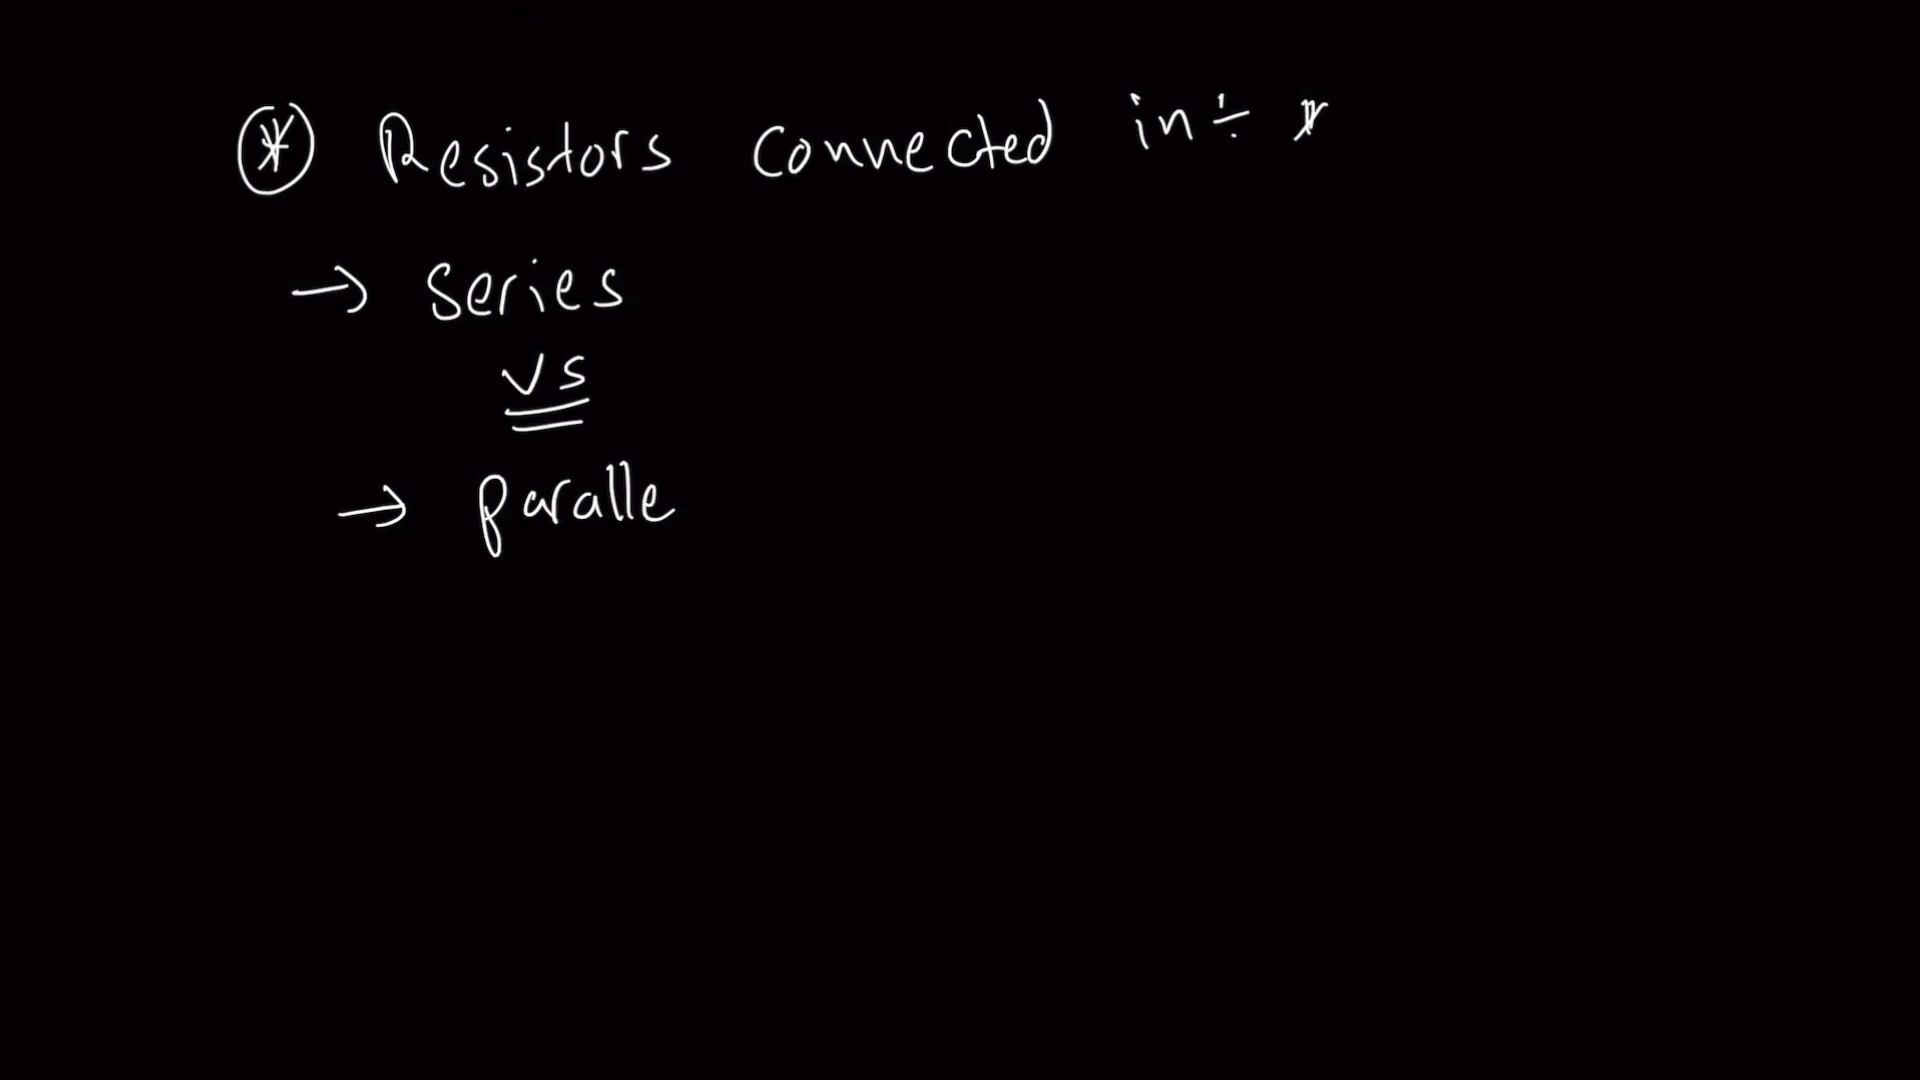 * Resistors connected in ÷
→ series
vs
→ paralle